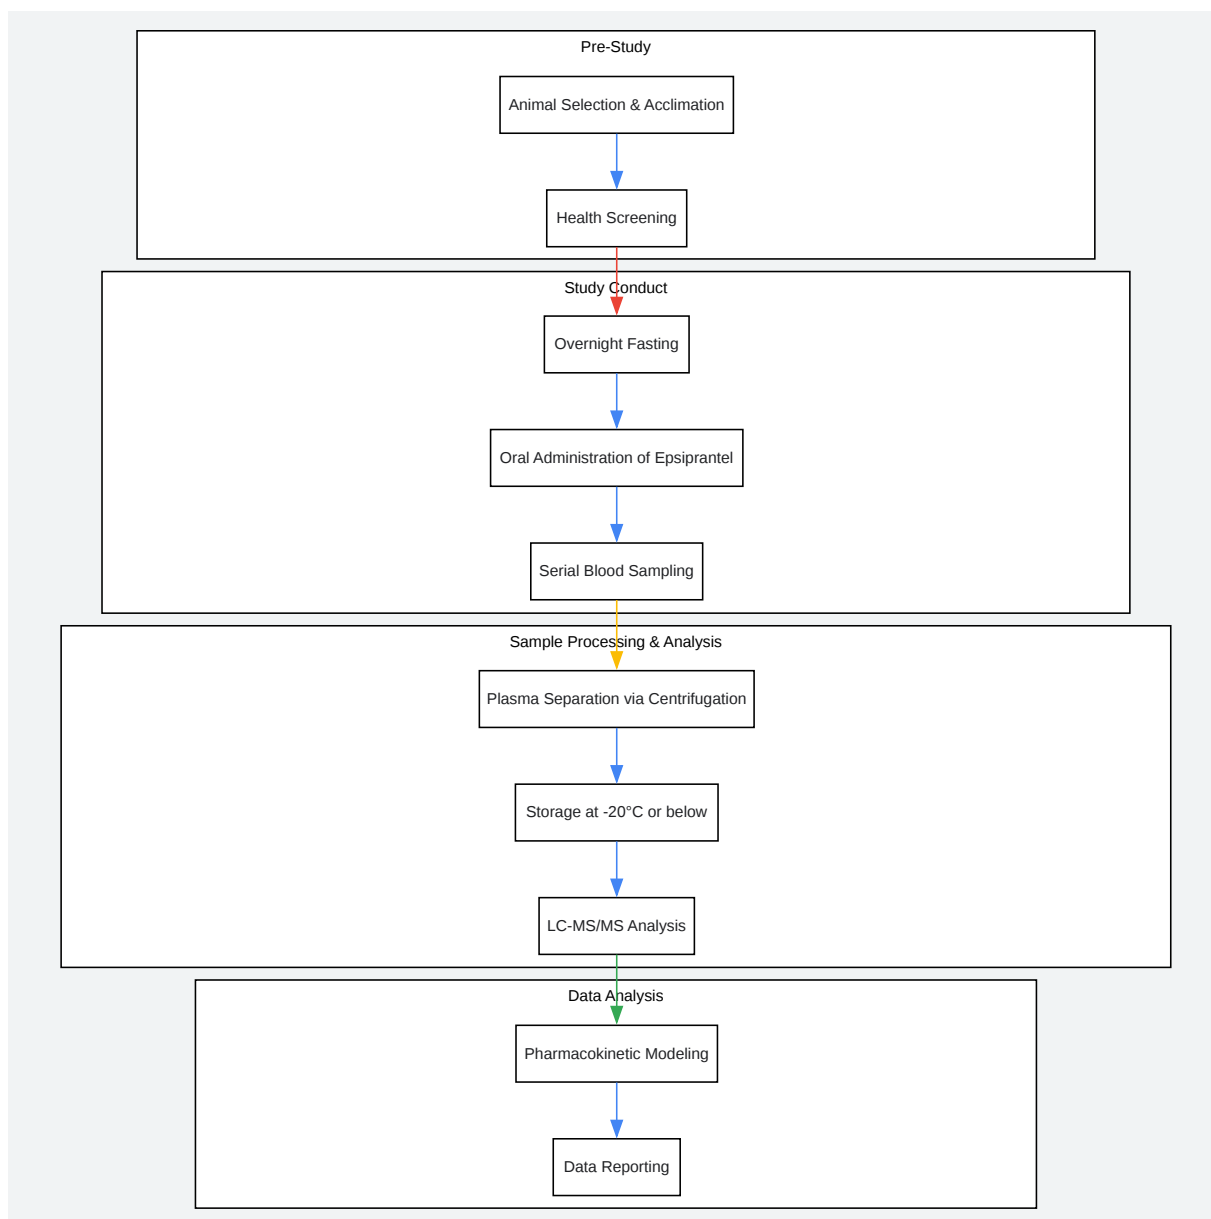 Pre-Study
Animal Selection & Acclimation
Health Screening
Study Conduct
Overnight Fasting
Oral Administration of Epsiprantel
Serial Blood Sampling
Sample Processing & Analysis
Plasma Separation via Centrifugation
Storage at -20°C or below
LC-MS/MS Analysis
Data Analysis
Pharmacokinetic Modeling
Data Reporting